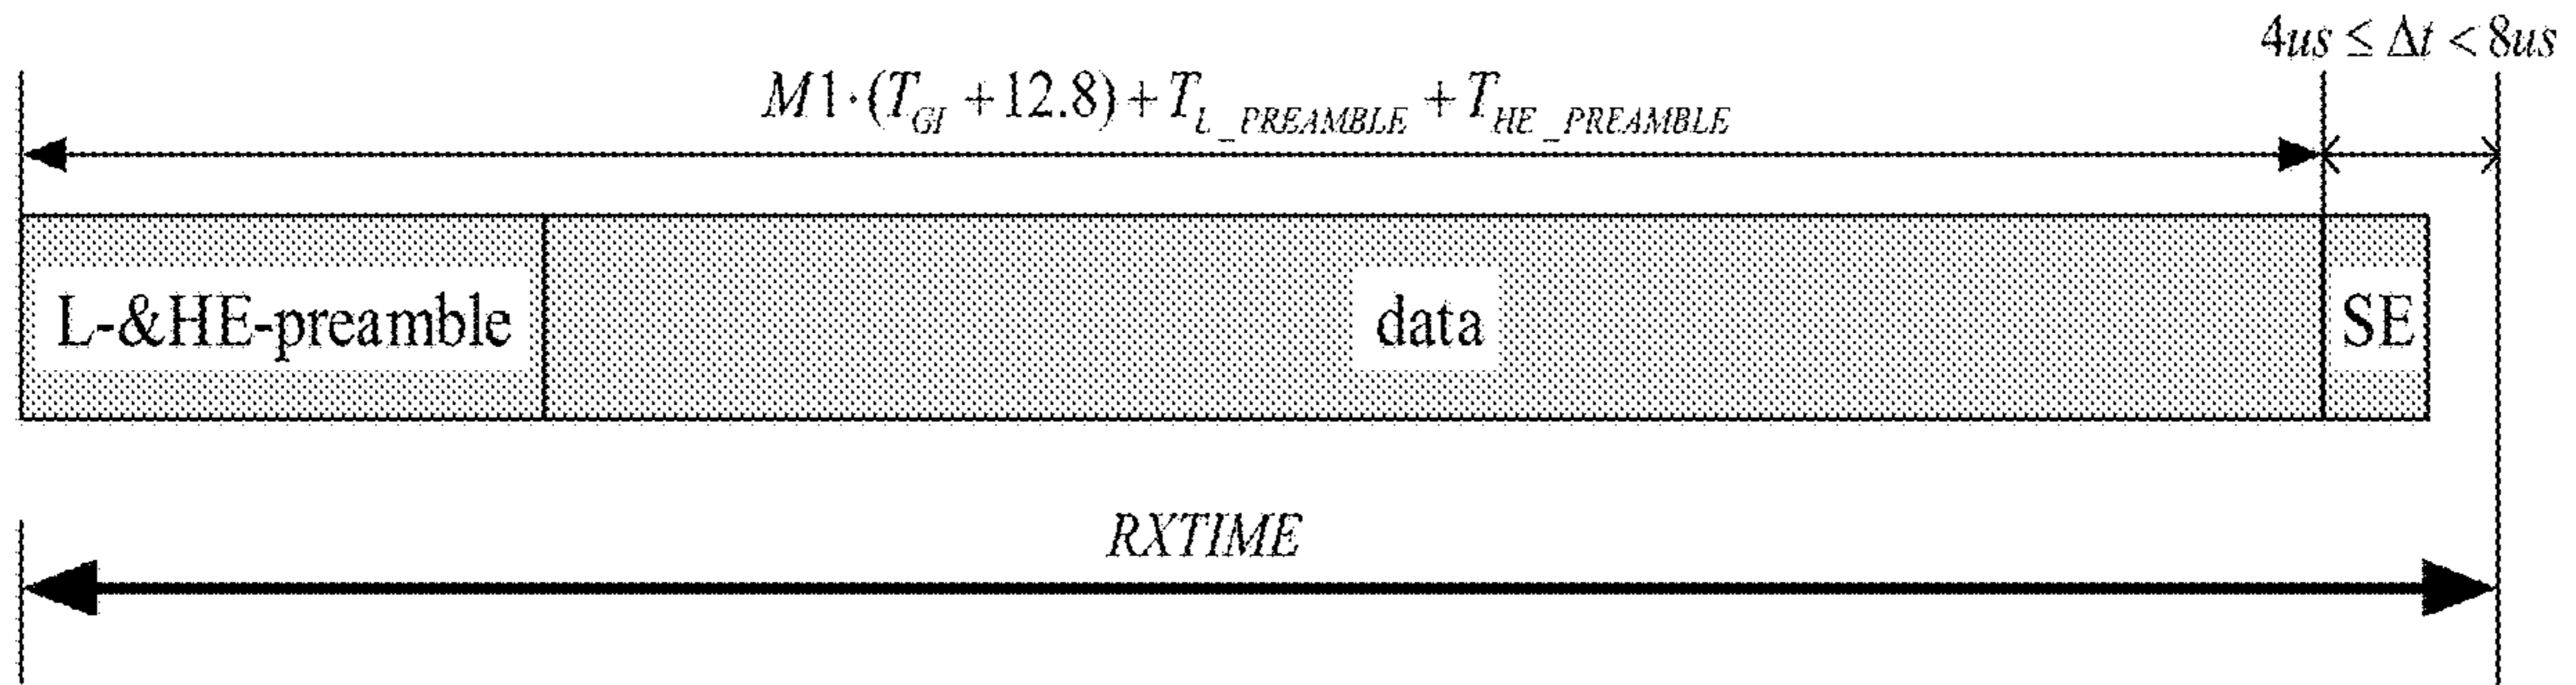 4us ≤ Δt < 8us
M1·(T_GI +12.8)+T_L_PREAMBLE +T_HE_PREAMBLE
L-&HE-preamble
data
SE
RXTIME